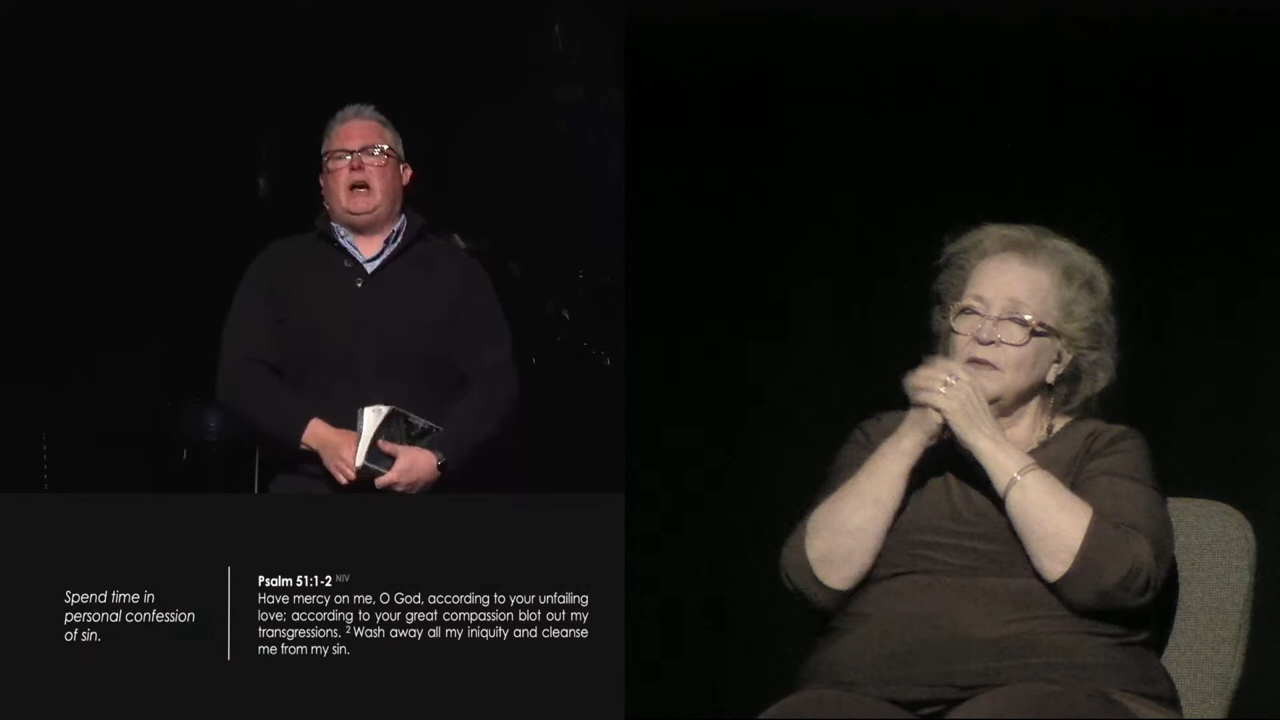 Spend time in
personal confession
of sin.
Psalm 51:1-2 NIV
Have mercy on me, O God, according to your unfailing
love; according to your great compassion blot out my
transgressions. 2 Wash away all my iniquity and cleanse
me from my sin.